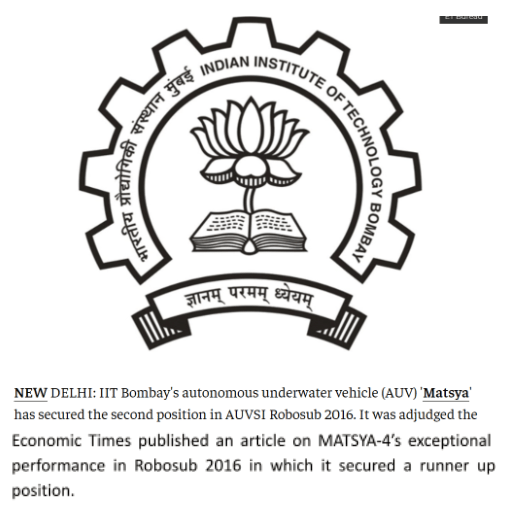 ET Bureau
भारतीय प्रौद्योगिकी संस्थान मुंबई
INDIAN INSTITUTE OF TECHNOLOGY BOMBAY
ज्ञानम् परमम् ध्येयम्
NEW DELHI: IIT Bombay's autonomous underwater vehicle (AUV) 'Matsya'
has secured the second position in AUVSI Robosub 2016. It was adjudged the
Economic Times published an article on MATSYA-4's exceptional
performance in Robosub 2016 in which it secured a runner up
position.